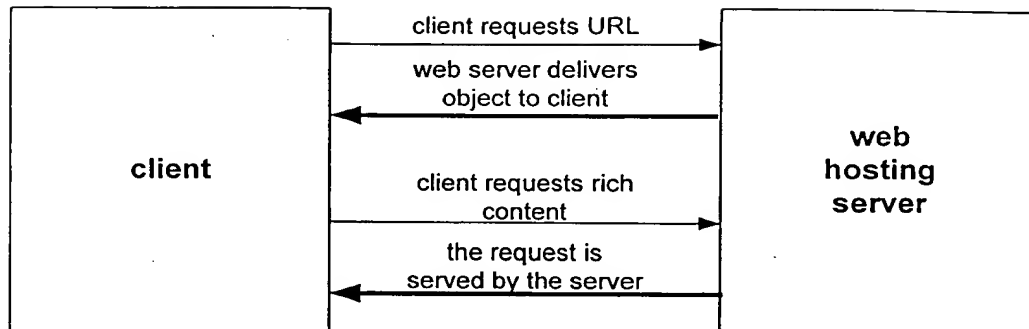 client requests URL
web server delivers
object to client
client
web
hosting
server
client requests rich
content
the request is
served by the server